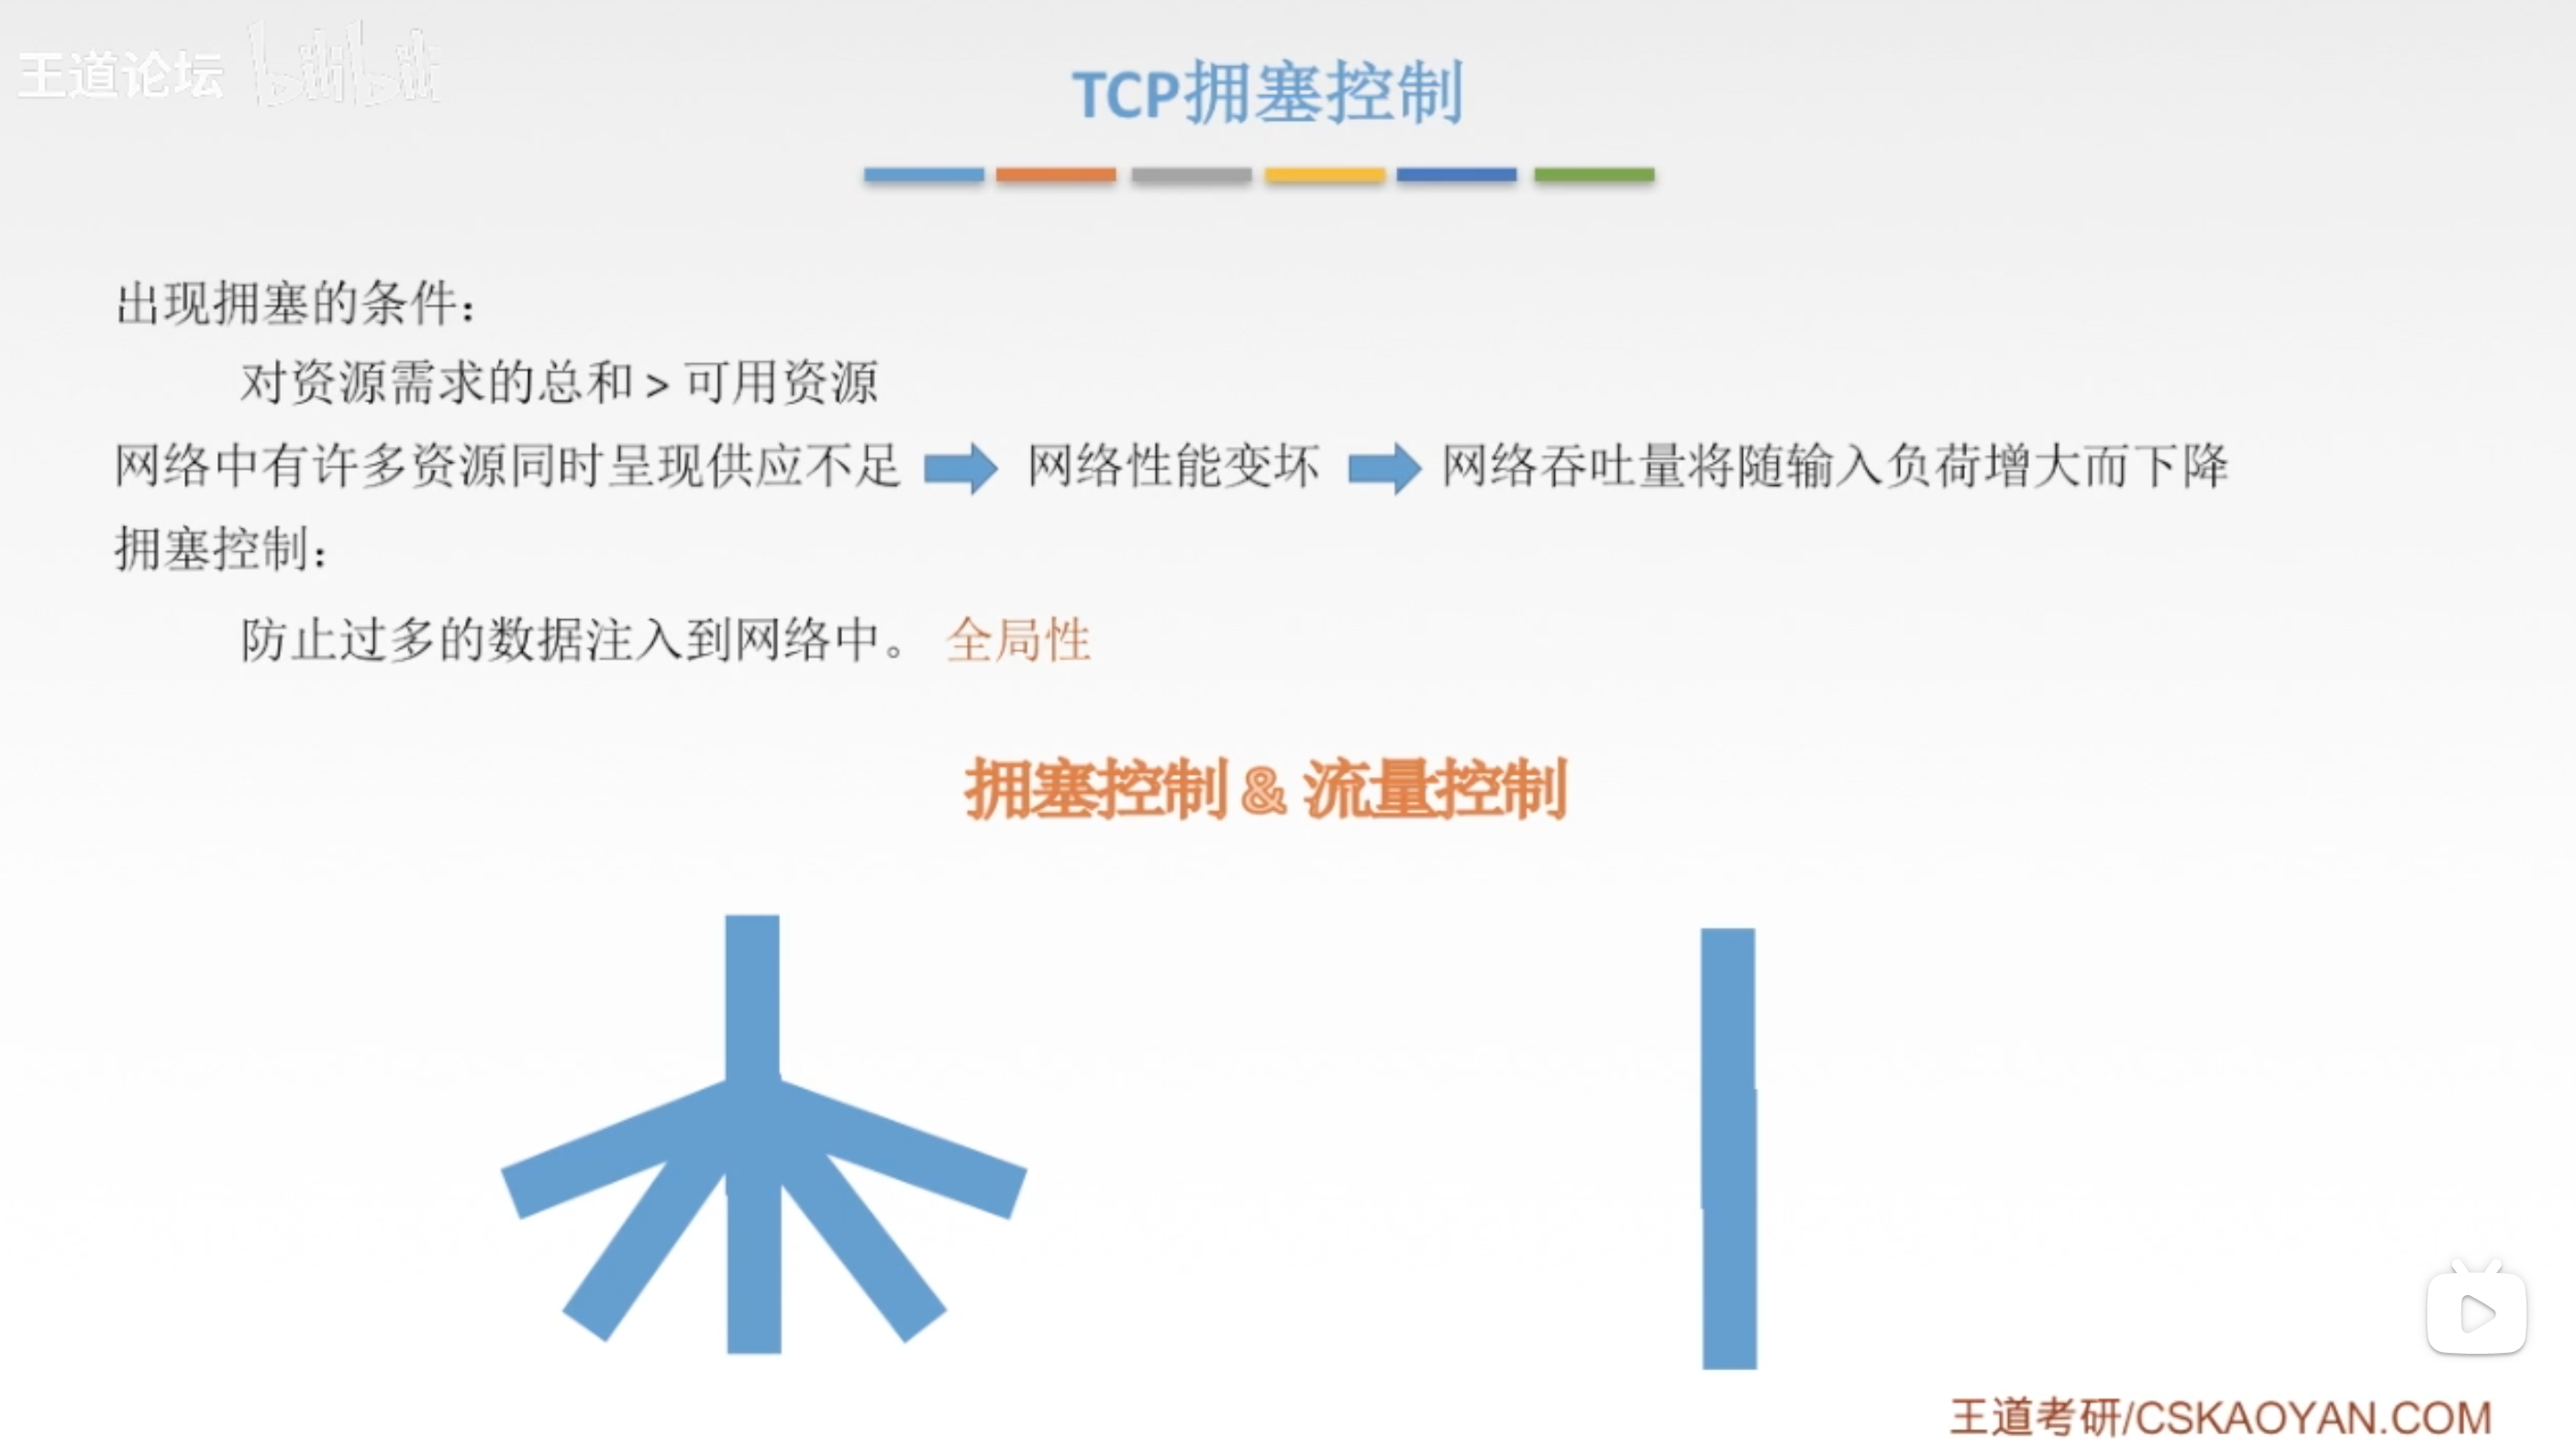 王道论坛 bilibili
TCP拥塞控制
出现拥塞的条件：
对资源需求的总和 > 可用资源
网络中有许多资源同时呈现供应不足 网络性能变坏 网络吞吐量将随输入负荷增大而下降
拥塞控制：
防止过多的数据注入到网络中。 全局性
拥塞控制 & 流量控制
王道考研/CSKAOYAN.COM